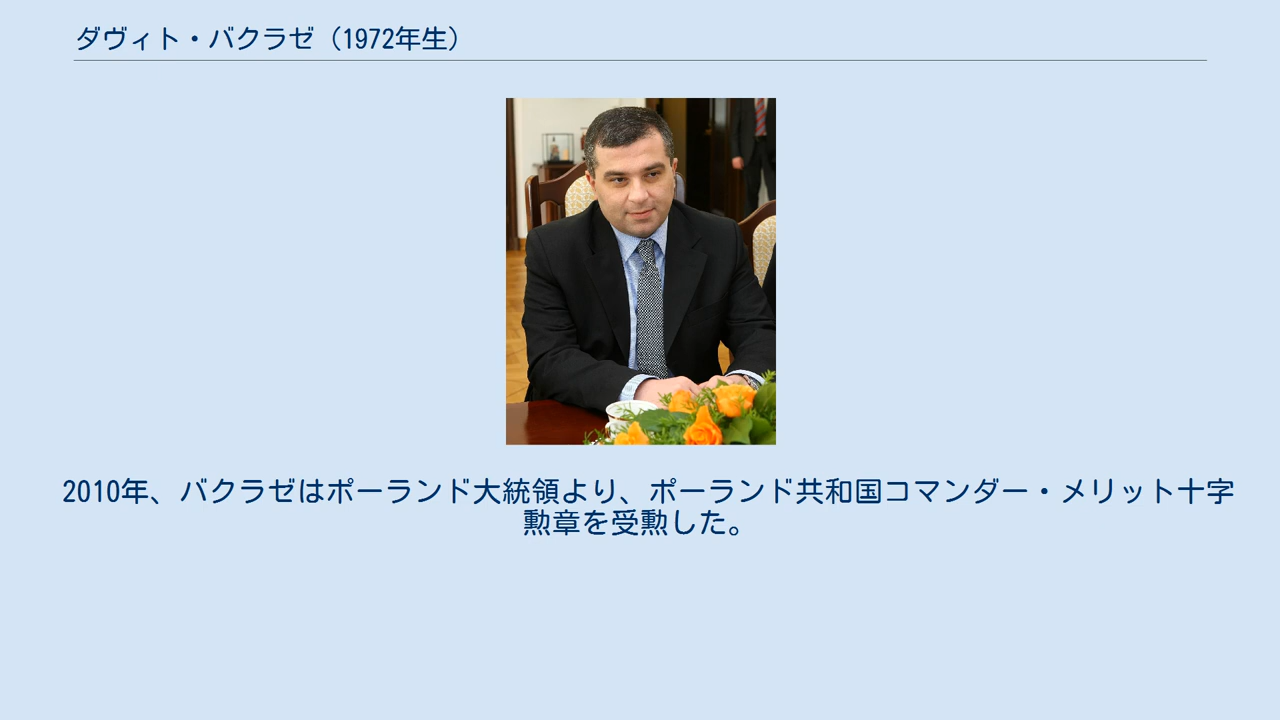 ダヴィト・バクラゼ（1972年生）
2010年、バクラゼはポーランド大統領より、ポーランド共和国コマンダー・メリット十字
勲章を受勲した。